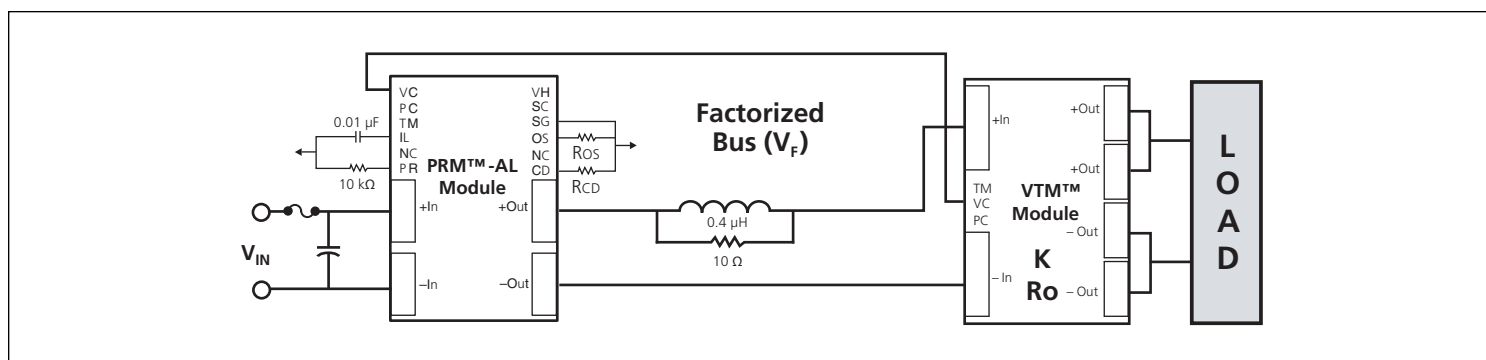 VC
PC
TM
IL
NC
PR
VH
SC
SG
OS
NC
CD
0.01 µF
10 kΩ
ROS
RCD
PRM™-AL
Module
+In
–In
+Out
–Out
VIN
Factorized
Bus (VF)
0.4 µH
10 Ω
+In
TM
VC
PC
– In
VTM™
Module
K
Ro
+Out
+Out
– Out
– Out
L
O
A
D